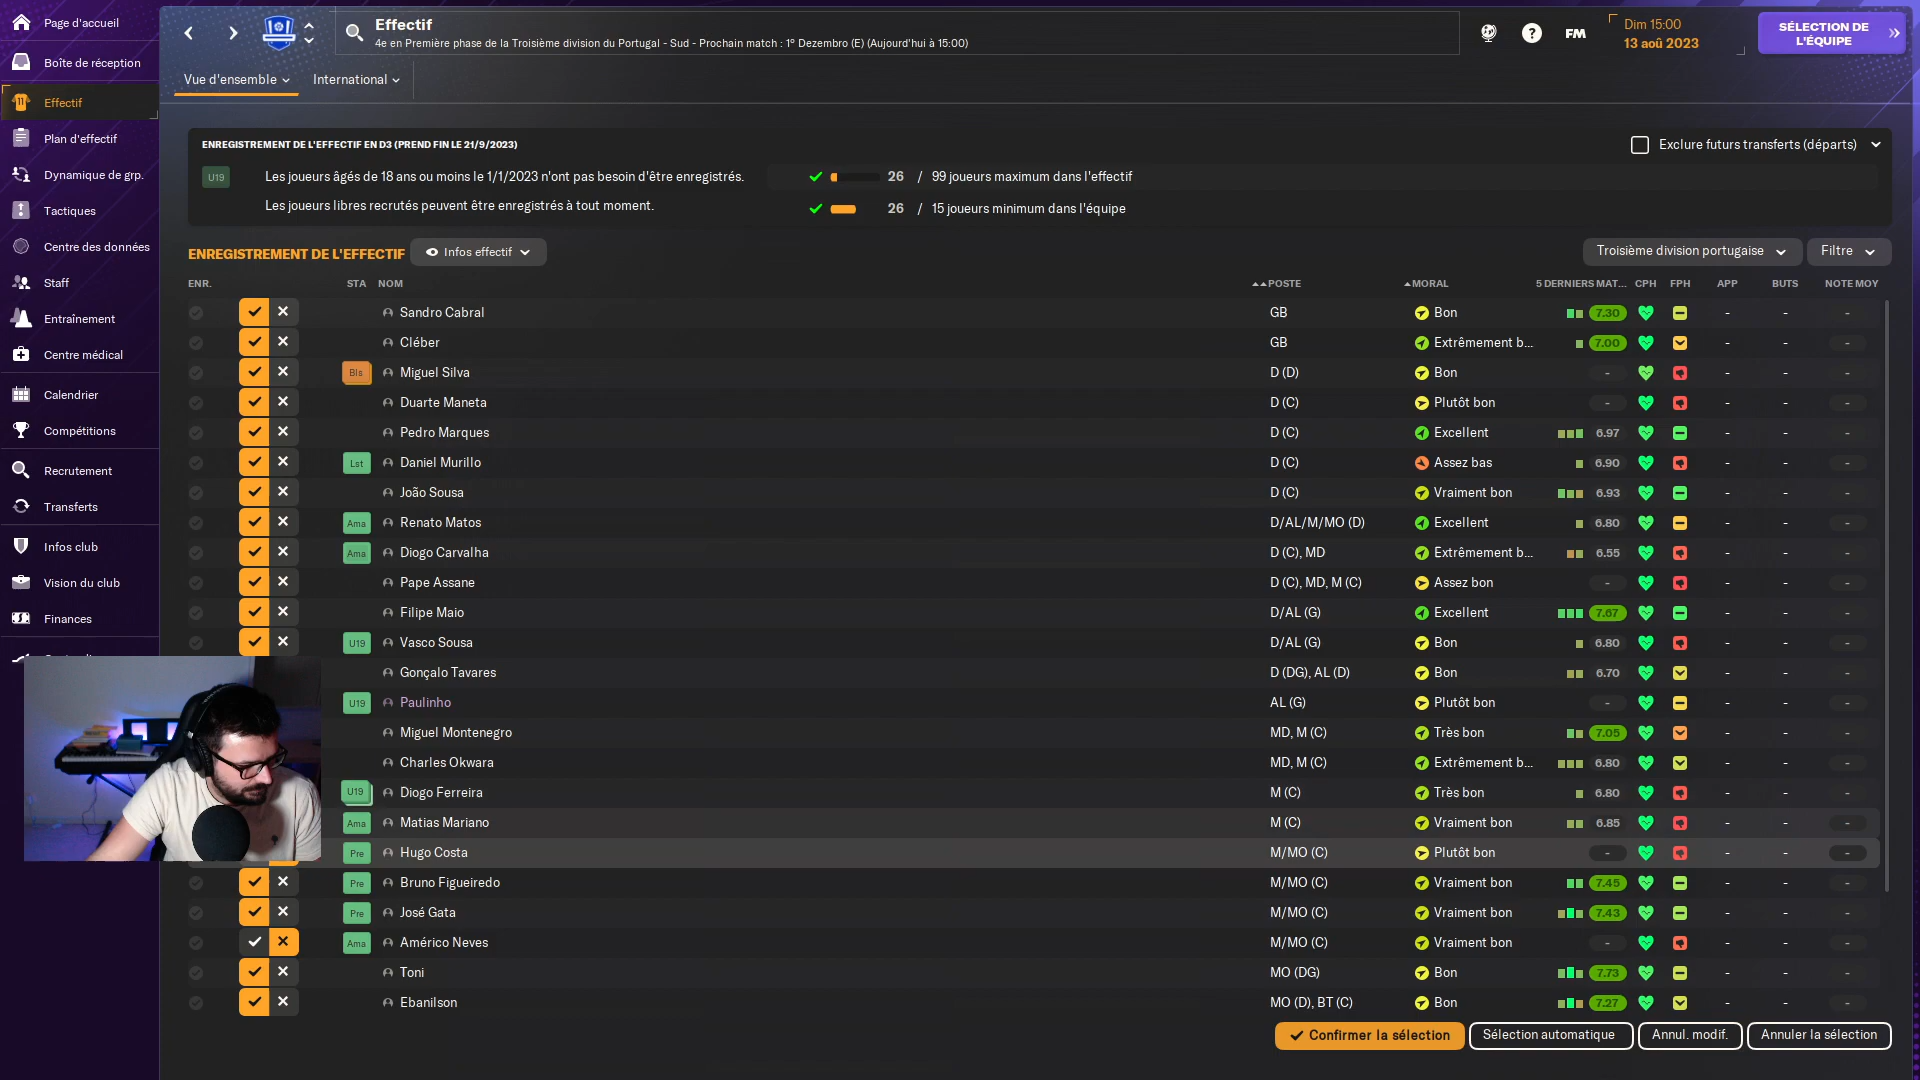 Page d'accueil
Boîte de réception
Effectif
Plan d'effectif
Dynamique de grp.
Tactiques
Centre des données
Staff
Entraînement
Centre médical
Calendrier
Compétitions
Recrutement
Transferts
Infos club
Vision du club
Finances
Effectif
4e en Première phase de la Troisième division du Portugal - Sud - Prochain match : 1º Dezembro (E) (Aujourd'hui à 15:00)
? FM
Dim 15:00
13 aoû 2023
SÉLECTION DE L'ÉQUIPE
Vue d'ensemble International
ENREGISTREMENT DE L'EFFECTIF EN D3 (PREND FIN LE 21/9/2023)
Exclure futurs transferts (départs)
U19 Les joueurs âgés de 18 ans ou moins le 1/1/2023 n'ont pas besoin d'être enregistrés. 26 / 99 joueurs maximum dans l'effectif
Les joueurs libres recrutés peuvent être enregistrés à tout moment. 26 / 15 joueurs minimum dans l'équipe
ENREGISTREMENT DE L'EFFECTIF Infos effectif Troisième division portugaise Filtre
ENR. STA NOM POSTE MORAL 5 DERNIERS MAT... CPH FPH APP BUTS NOTE MOY
Sandro Cabral GB Bon 7.30 - - -
Cléber GB Extrêmement b... 7.00 - - -
Bls Miguel Silva D (D) Bon - - - -
Duarte Maneta D (C) Plutôt bon - - - -
Pedro Marques D (C) Excellent 6.97 - - -
Lst Daniel Murillo D (C) Assez bas 6.90 - - -
João Sousa D (C) Vraiment bon 6.93 - - -
Ama Renato Matos D/AL/M/MO (D) Excellent 6.80 - - -
Ama Diogo Carvalha D (C), MD Extrêmement b... 6.55 - - -
Pape Assane D (C), MD, M (C) Assez bon - - - -
Filipe Maio D/AL (G) Excellent 7.67 - - -
U19 Vasco Sousa D/AL (G) Bon 6.80 - - -
Gonçalo Tavares D (DG), AL (D) Bon 6.70 - - -
U19 Paulinho AL (G) Plutôt bon - - - -
Miguel Montenegro MD, M (C) Très bon 7.05 - - -
Charles Okwara MD, M (C) Extrêmement b... 6.80 - - -
U19 Diogo Ferreira M (C) Très bon 6.80 - - -
Ama Matias Mariano M (C) Vraiment bon 6.85 - - -
Pre Hugo Costa M/MO (C) Plutôt bon - - - -
Pre Bruno Figueiredo M/MO (C) Vraiment bon 7.45 - - -
Pre José Gata M/MO (C) Vraiment bon 7.43 - - -
Ama Américo Neves M/MO (C) Vraiment bon - - - -
Toni MO (DG) Bon 7.73 - - -
Ebanilson MO (D), BT (C) Bon 7.27 - - -
Confirmer la sélection Sélection automatique Annul. modif. Annuler la sélection